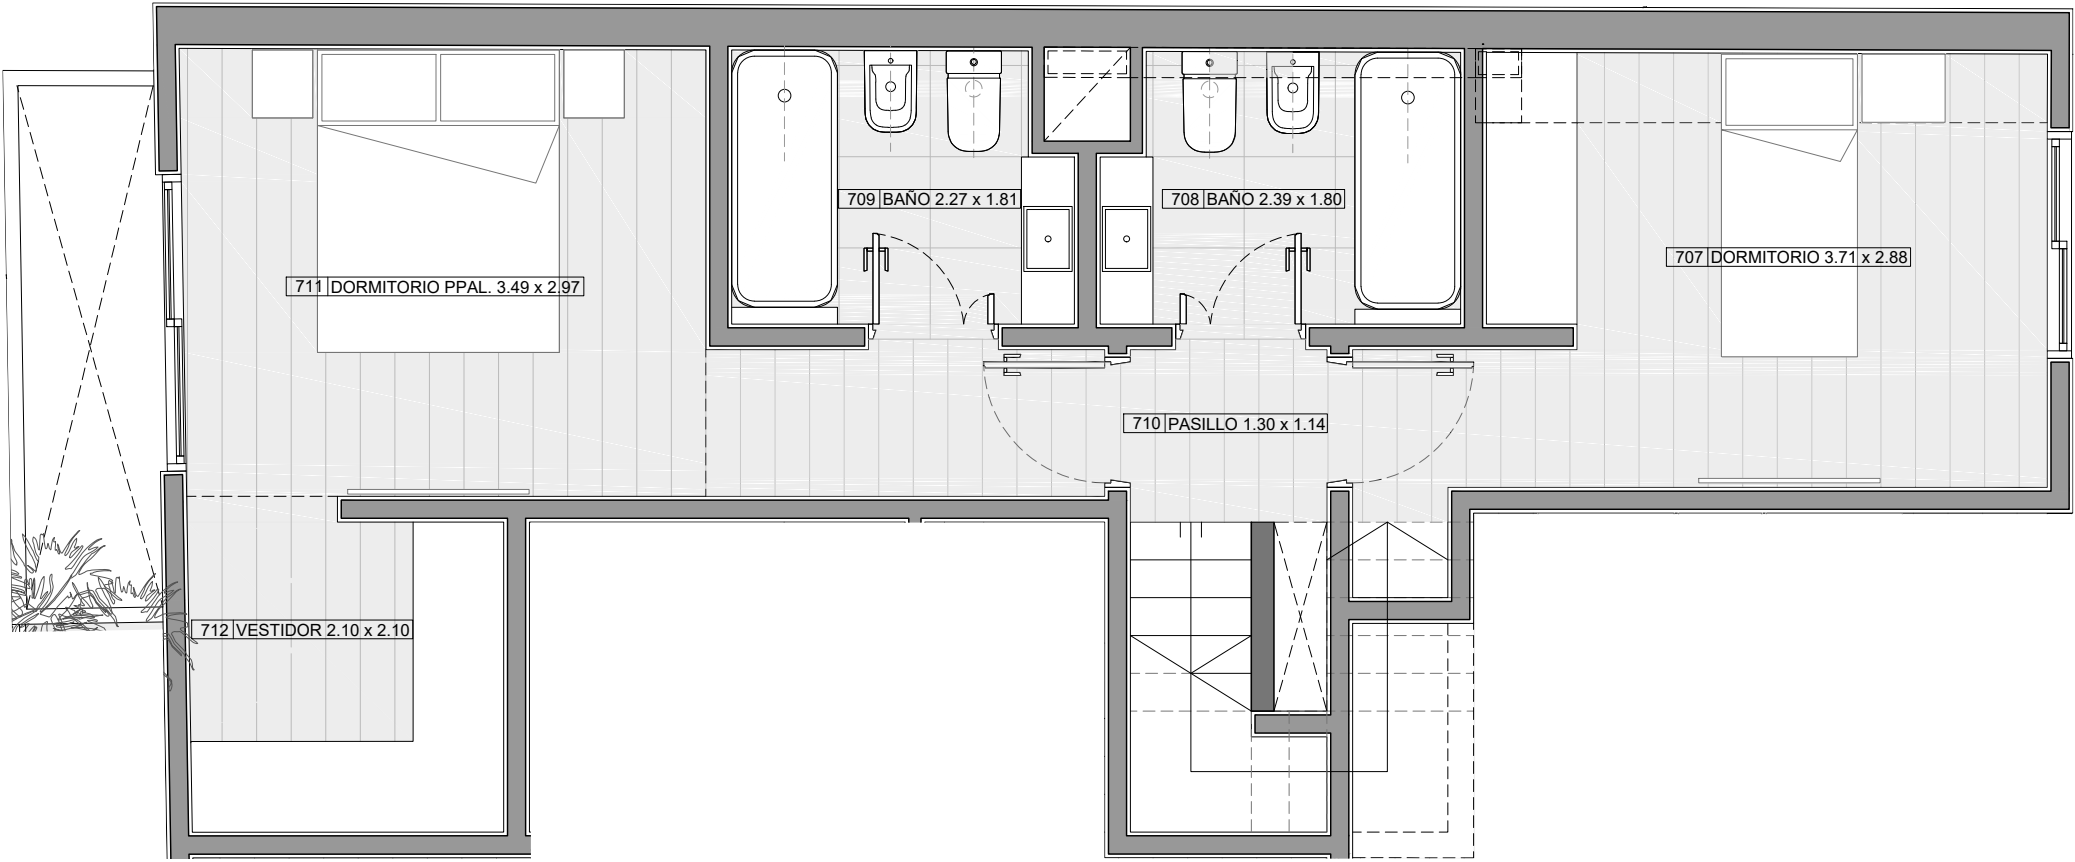 709 BAÑO 2.27 x 1.81
708 BAÑO 2.39 x 1.80
707 DORMITORIO 3.71 x 2.88
711 DORMITORIO PPAL. 3.49 x 2.97
710 PASILLO 1.30 x 1.14
712 VESTIDOR 2.10 x 2.10